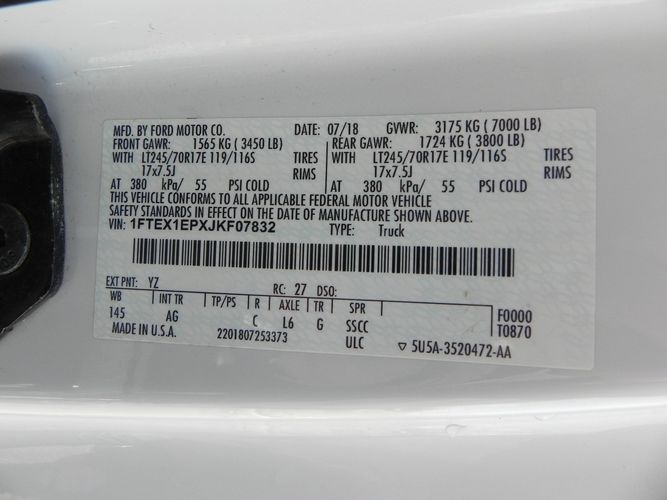 MFD. BY FORD MOTOR CO. DATE: 07/18 GVWR: 3175 KG ( 7000 LB)
FRONT GAWR: 1565 KG ( 3450 LB) REAR GAWR: 1724 KG ( 3800 LB)
WITH LT245/70R17E 119/116S TIRES WITH LT245/70R17E 119/116S TIRES
17x7.5J RIMS 17x7.5J RIMS
AT 380 kPa/ 55 PSI COLD AT 380 kPa/ 55 PSI COLD
THIS VEHICLE CONFORMS TO ALL APPLICABLE FEDERAL MOTOR VEHICLE
SAFETY STANDARDS IN EFFECT ON THE DATE OF MANUFACTURE SHOWN ABOVE.
VIN: 1FTEX1EPXJKF07832 TYPE: Truck
EXT PNT: YZ RC: 27 DSO:
WB INT TR TP/PS R AXLE TR SPR F0000
145 AG C L6 G SSCC T0870
MADE IN U.S.A. 2201807253373 ULC ▽ 5U5A-3520472-AA